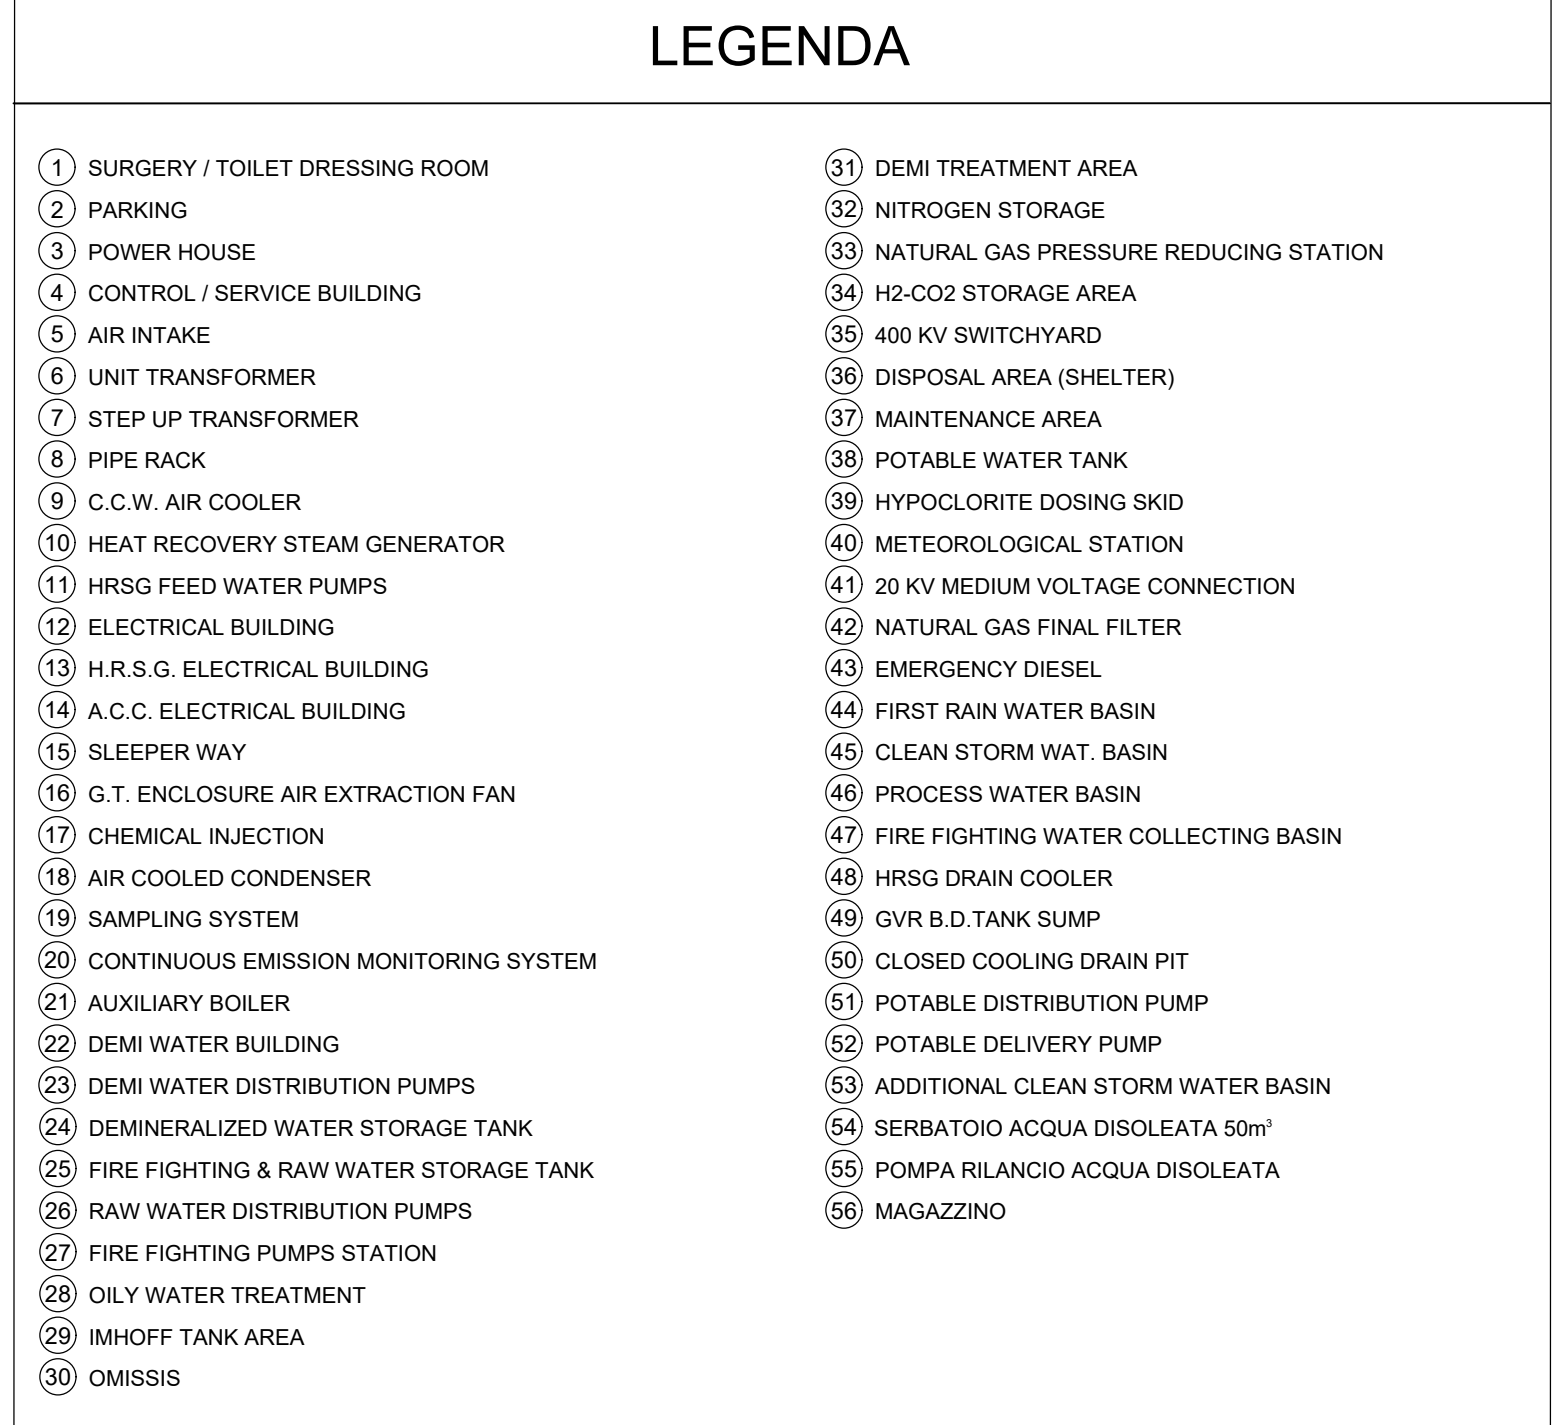 LEGENDA
1 SURGERY / TOILET DRESSING ROOM
2 PARKING
3 POWER HOUSE
4 CONTROL / SERVICE BUILDING
5 AIR INTAKE
6 UNIT TRANSFORMER
7 STEP UP TRANSFORMER
8 PIPE RACK
9 C.C.W. AIR COOLER
10 HEAT RECOVERY STEAM GENERATOR
11 HRSG FEED WATER PUMPS
12 ELECTRICAL BUILDING
13 H.R.S.G. ELECTRICAL BUILDING
14 A.C.C. ELECTRICAL BUILDING
15 SLEEPER WAY
16 G.T. ENCLOSURE AIR EXTRACTION FAN
17 CHEMICAL INJECTION
18 AIR COOLED CONDENSER
19 SAMPLING SYSTEM
20 CONTINUOUS EMISSION MONITORING SYSTEM
21 AUXILIARY BOILER
22 DEMI WATER BUILDING
23 DEMI WATER DISTRIBUTION PUMPS
24 DEMINERALIZED WATER STORAGE TANK
25 FIRE FIGHTING & RAW WATER STORAGE TANK
26 RAW WATER DISTRIBUTION PUMPS
27 FIRE FIGHTING PUMPS STATION
28 OILY WATER TREATMENT
29 IMHOFF TANK AREA
30 OMISSIS
31 DEMI TREATMENT AREA
32 NITROGEN STORAGE
33 NATURAL GAS PRESSURE REDUCING STATION
34 H2-CO2 STORAGE AREA
35 400 KV SWITCHYARD
36 DISPOSAL AREA (SHELTER)
37 MAINTENANCE AREA
38 POTABLE WATER TANK
39 HYPOCLORITE DOSING SKID
40 METEOROLOGICAL STATION
41 20 KV MEDIUM VOLTAGE CONNECTION
42 NATURAL GAS FINAL FILTER
43 EMERGENCY DIESEL
44 FIRST RAIN WATER BASIN
45 CLEAN STORM WAT. BASIN
46 PROCESS WATER BASIN
47 FIRE FIGHTING WATER COLLECTING BASIN
48 HRSG DRAIN COOLER
49 GVR B.D.TANK SUMP
50 CLOSED COOLING DRAIN PIT
51 POTABLE DISTRIBUTION PUMP
52 POTABLE DELIVERY PUMP
53 ADDITIONAL CLEAN STORM WATER BASIN
54 SERBATOIO ACQUA DISOLEATA 50m³
55 POMPA RILANCIO ACQUA DISOLEATA
56 MAGAZZINO